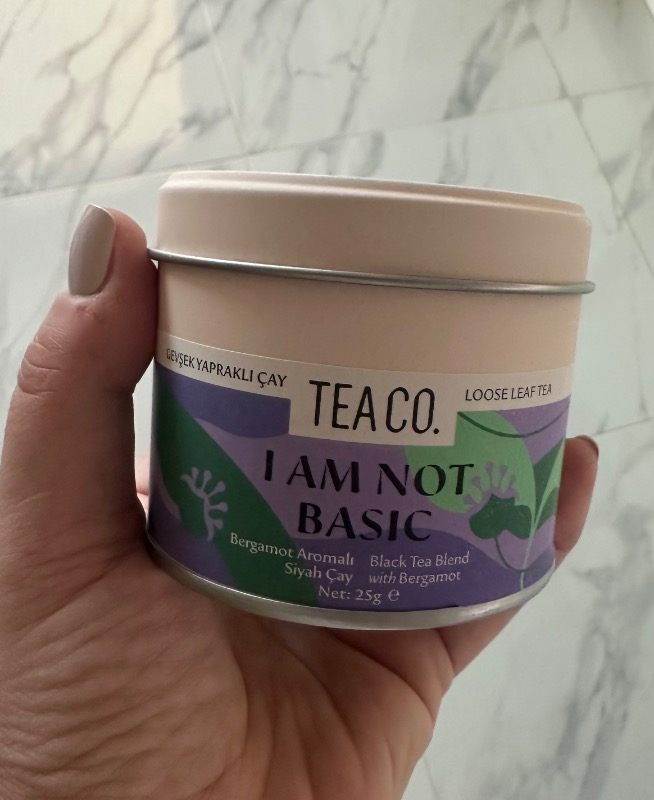 GEVŞEK YAPRAKLI ÇAY
TEA CO.
LOOSE LEAF TEA
I AM NOT
BASIC
Bergamot Aromalı
Siyah Çay
Black Tea Blend
with Bergamot
Net: 25g ℮